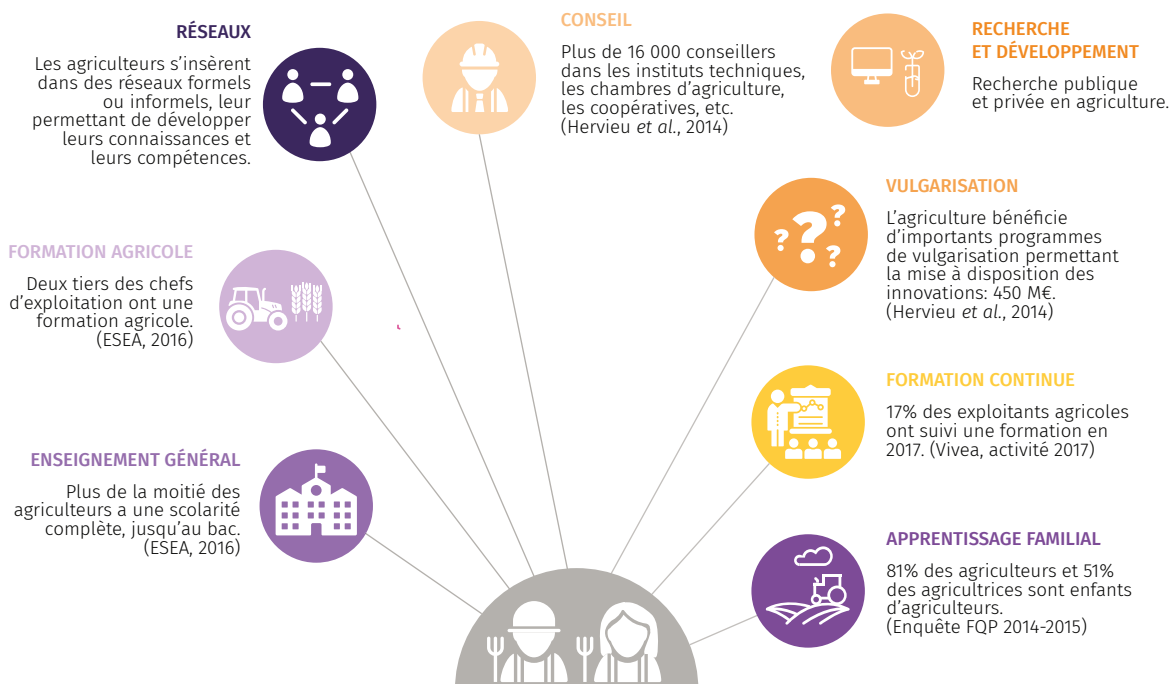 RÉSEAUX
Les agriculteurs s'insèrent
dans des réseaux formels
ou informels, leur
permettant de développer
leurs connaissances et
leurs compétences.
CONSEIL
Plus de 16 000 conseillers
dans les instituts techniques,
les chambres d'agriculture,
les coopératives, etc.
(Hervieu et al., 2014)
RECHERCHE
ET DÉVELOPPEMENT
Recherche publique
et privée en agriculture.
FORMATION AGRICOLE
Deux tiers des chefs
d'exploitation ont une
formation agricole.
(ESEA, 2016)
? ? ? ?
VULGARISATION
L'agriculture bénéficie
d'importants programmes
de vulgarisation permettant
la mise à disposition des
innovations: 450 M€.
(Hervieu et al., 2014)
ENSEIGNEMENT GÉNÉRAL
Plus de la moitié des
agriculteurs a une scolarité
complète, jusqu'au bac.
(ESEA, 2016)
FORMATION CONTINUE
17% des exploitants agricoles
ont suivi une formation en
2017. (Vivea, activité 2017)
APPRENTISSAGE FAMILIAL
81% des agriculteurs et 51%
des agricultrices sont enfants
d'agriculteurs.
(Enquête FQP 2014-2015)